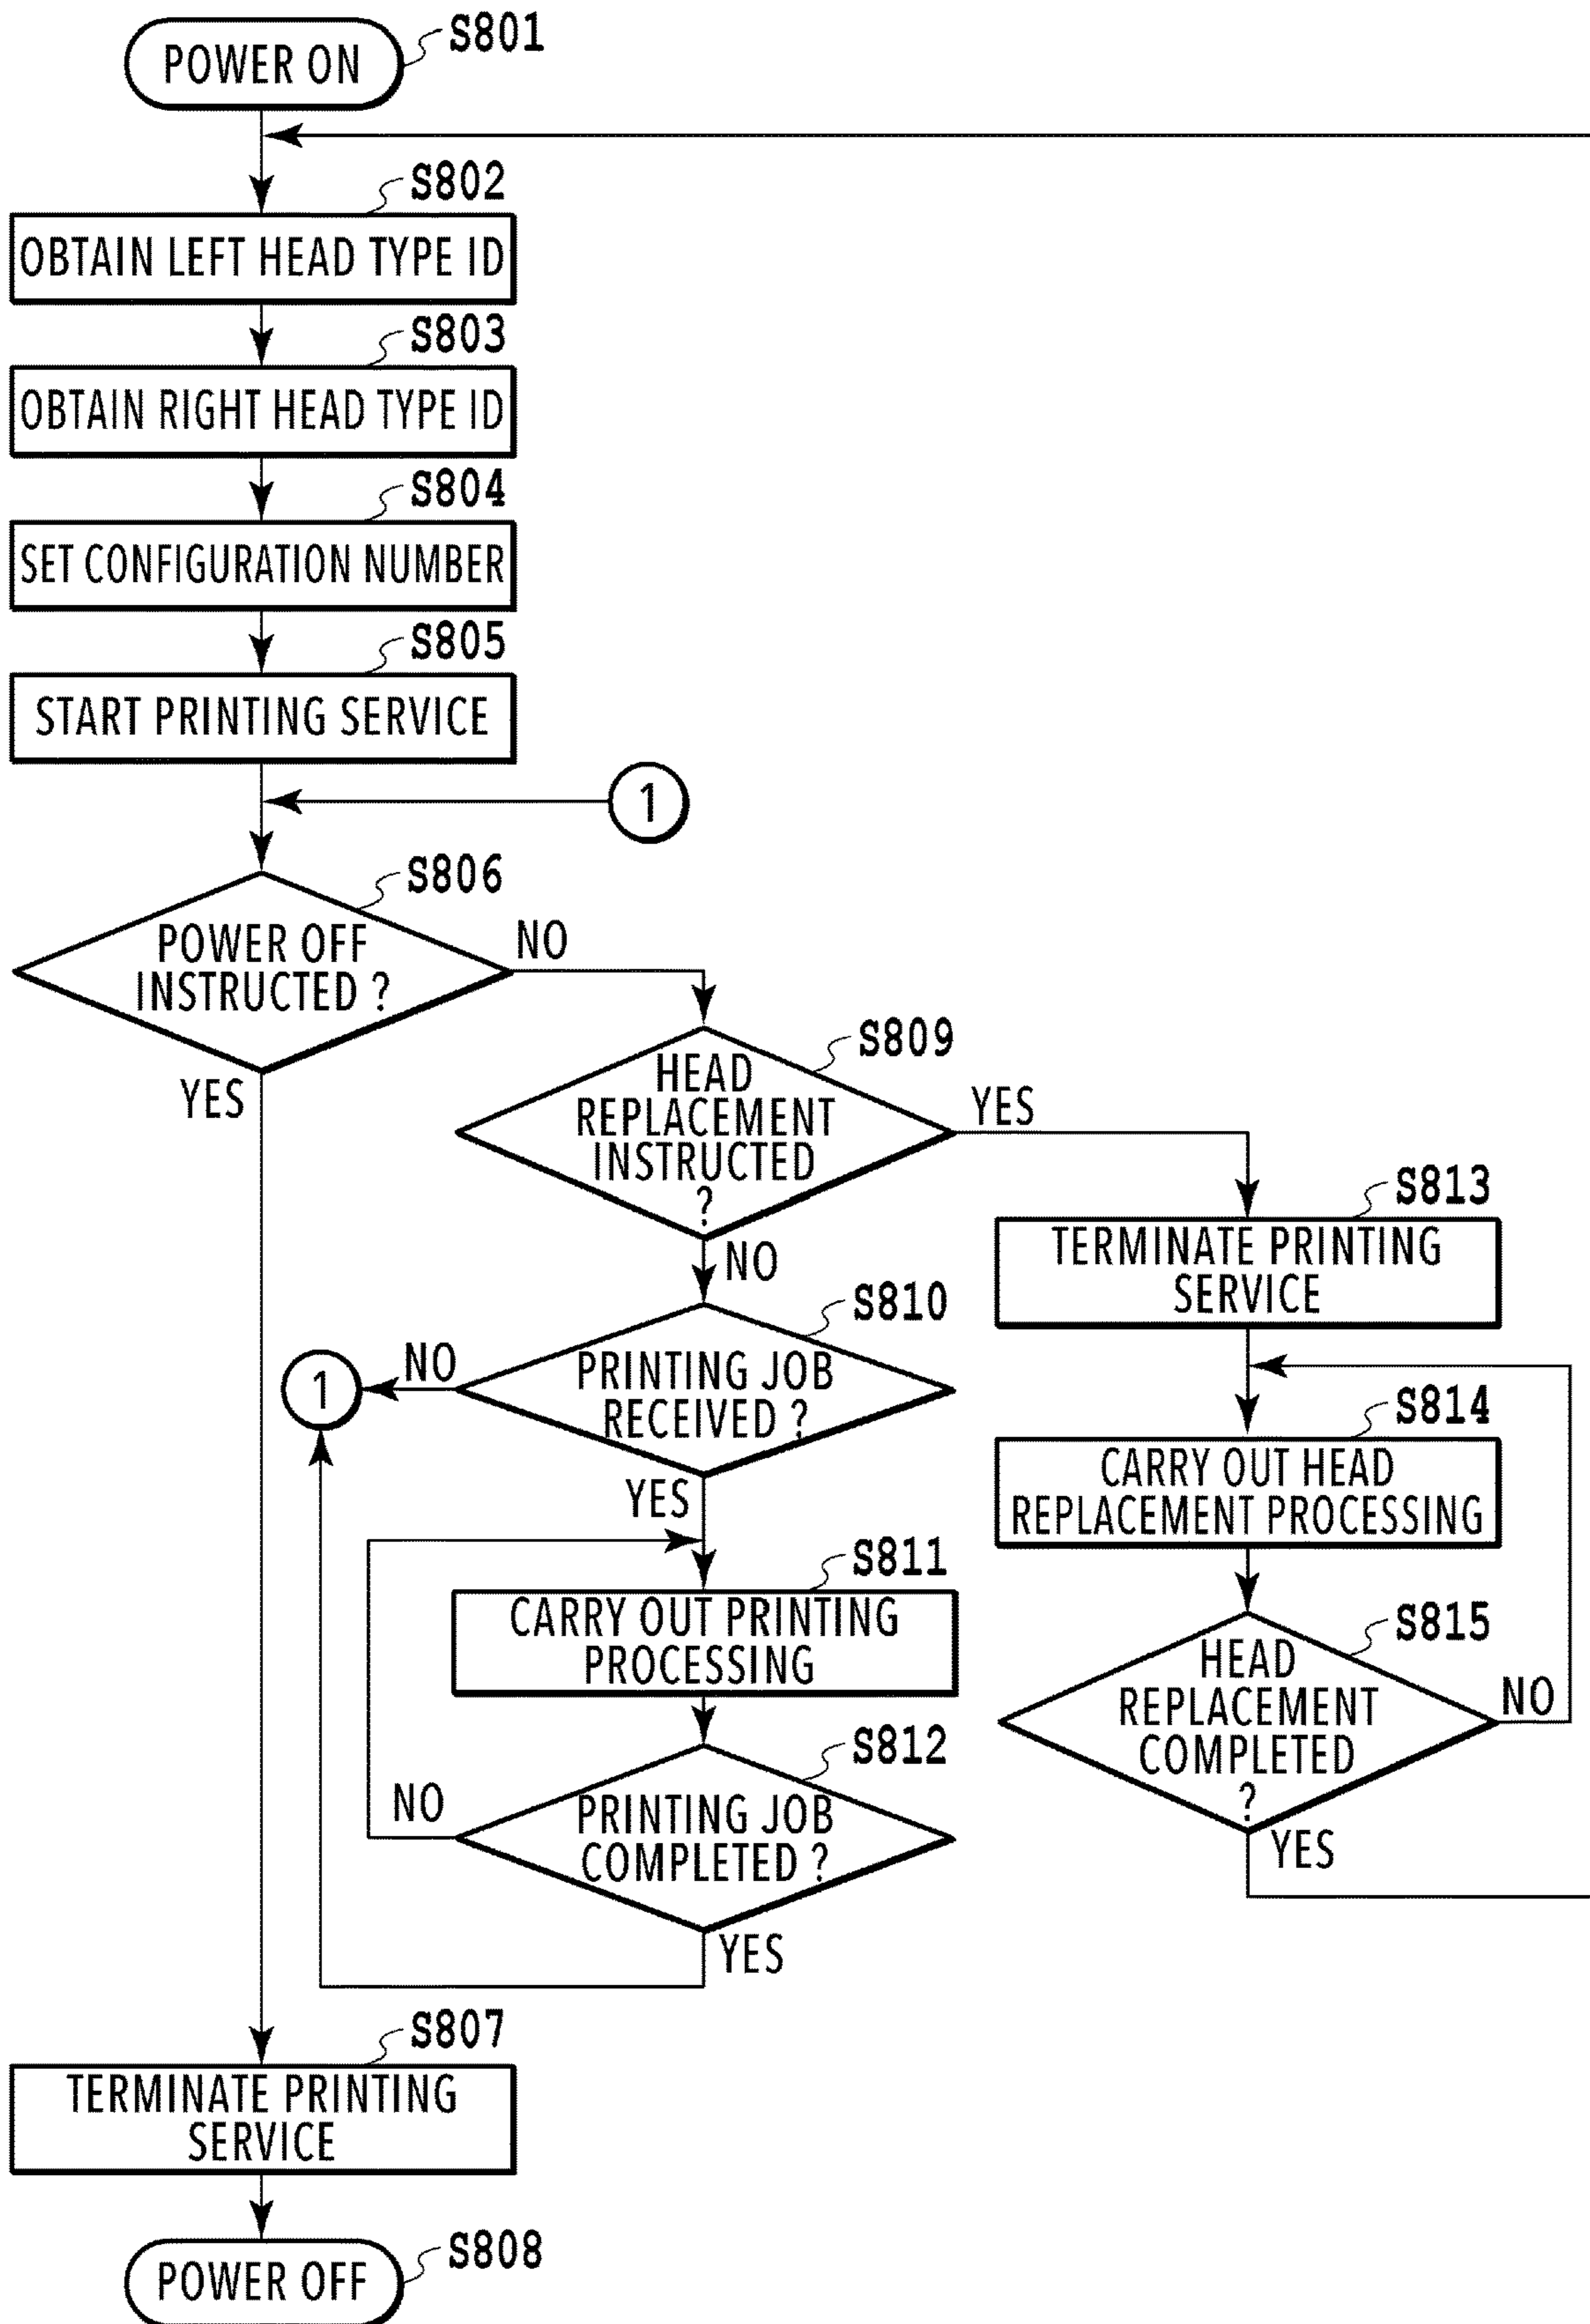 S801
POWER ON
S802
OBTAIN LEFT HEAD TYPE ID
S803
OBTAIN RIGHT HEAD TYPE ID
S804
SET CONFIGURATION NUMBER
S805
START PRINTING SERVICE
1
S806
POWER OFF
INSTRUCTED ?
NO
YES
S809
HEAD
REPLACEMENT
INSTRUCTED
?
YES
NO
S810
PRINTING JOB
RECEIVED ?
NO
1
YES
S811
CARRY OUT PRINTING
PROCESSING
S812
PRINTING JOB
COMPLETED ?
NO
YES
S813
TERMINATE PRINTING
SERVICE
S814
CARRY OUT HEAD
REPLACEMENT PROCESSING
S815
HEAD
REPLACEMENT
COMPLETED
?
NO
YES
S807
TERMINATE PRINTING
SERVICE
S808
POWER OFF